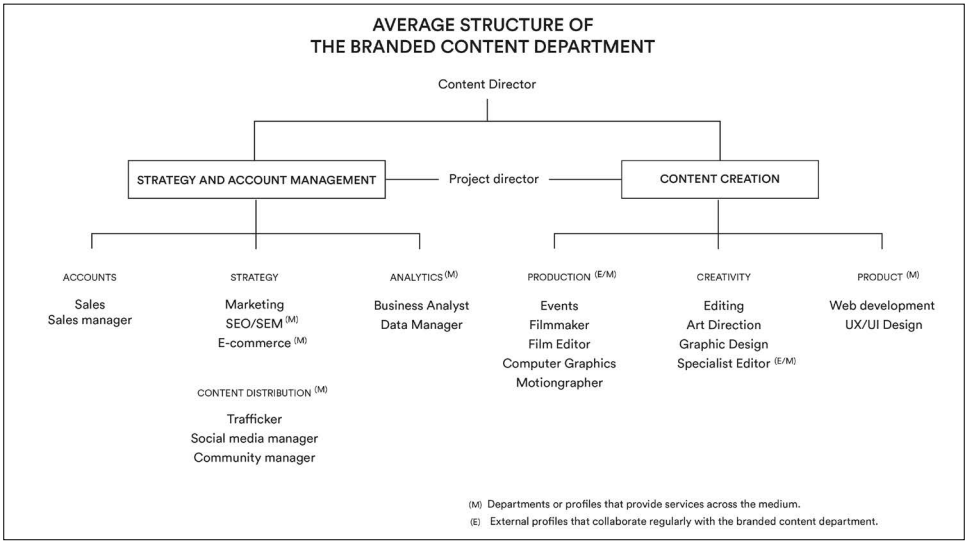 AVERAGE STRUCTURE OF
THE BRANDED CONTENT DEPARTMENT
Content Director
STRATEGY AND ACCOUNT MANAGEMENT
Project director
CONTENT CREATION
ACCOUNTS
Sales
Sales manager
STRATEGY
Marketing
SEO/SEM (M)
E-commerce (M)
CONTENT DISTRIBUTION (M)
Trafficker
Social media manager
Community manager
ANALYTICS (M)
Business Analyst
Data Manager
PRODUCTION (E/M)
Events
Filmmaker
Film Editor
Computer Graphics
Motiongrapher
CREATIVITY
Editing
Art Direction
Graphic Design
Specialist Editor (E/M)
PRODUCT (M)
Web development
UX/UI Design
(M) Departments or profiles that provide services across the medium.
(E) External profiles that collaborate regularly with the branded content department.